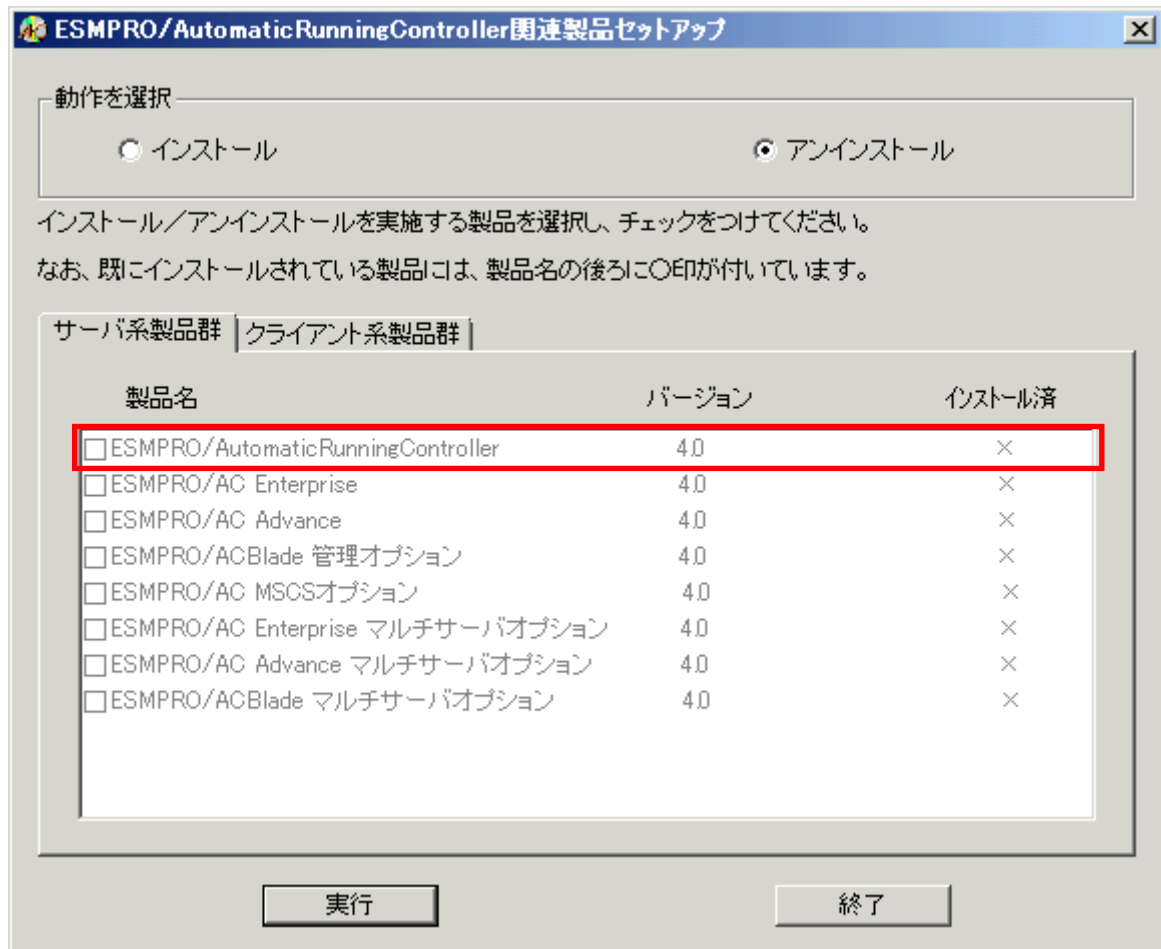 ESMPRO/AutomaticRunningController関連製品セットアップ
動作を選択
インストール アンインストール
インストール／アンインストールを実施する製品を選択し、チェックをつけてください。
なお、既にインストールされている製品には、製品名の後ろに〇印が付いています。
サーバ系製品群 クライアント系製品群
製品名 バージョン インストール済
ESMPRO/AutomaticRunningController 4.0 ×
ESMPRO/AC Enterprise 4.0 ×
ESMPRO/AC Advance 4.0 ×
ESMPRO/ACBlade 管理オプション 4.0 ×
ESMPRO/AC MSCSオプション 4.0 ×
ESMPRO/AC Enterprise マルチサーバオプション 4.0 ×
ESMPRO/AC Advance マルチサーバオプション 4.0 ×
ESMPRO/ACBlade マルチサーバオプション 4.0 ×
実行 終了